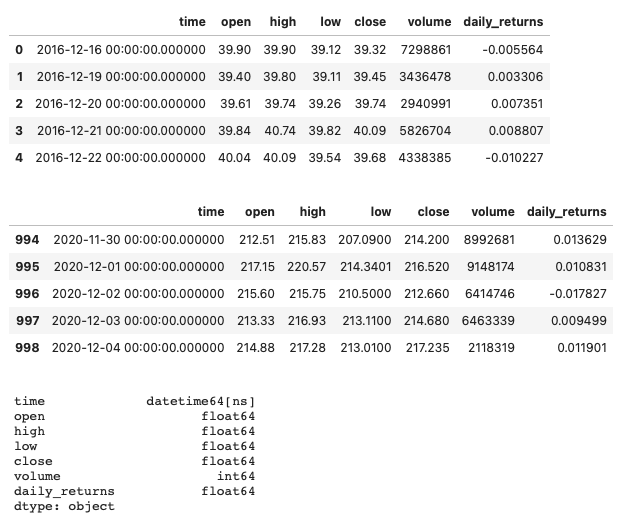 time open high low close volume daily_returns
0 2016-12-16 00:00:00.000000 39.90 39.90 39.12 39.32 7298861 -0.005564
1 2016-12-19 00:00:00.000000 39.40 39.80 39.11 39.45 3436478 0.003306
2 2016-12-20 00:00:00.000000 39.61 39.74 39.26 39.74 2940991 0.007351
3 2016-12-21 00:00:00.000000 39.84 40.74 39.82 40.09 5826704 0.008807
4 2016-12-22 00:00:00.000000 40.04 40.09 39.54 39.68 4338385 -0.010227
time open high low close volume daily_returns
994 2020-11-30 00:00:00.000000 212.51 215.83 207.0900 214.200 8992681 0.013629
995 2020-12-01 00:00:00.000000 217.15 220.57 214.3401 216.520 9148174 0.010831
996 2020-12-02 00:00:00.000000 215.60 215.75 210.5000 212.660 6414746 -0.017827
997 2020-12-03 00:00:00.000000 213.33 216.93 213.1100 214.680 6463339 0.009499
998 2020-12-04 00:00:00.000000 214.88 217.28 213.0100 217.235 2118319 0.011901
time datetime64[ns]
open float64
high float64
low float64
close float64
volume int64
daily_returns float64
dtype: object